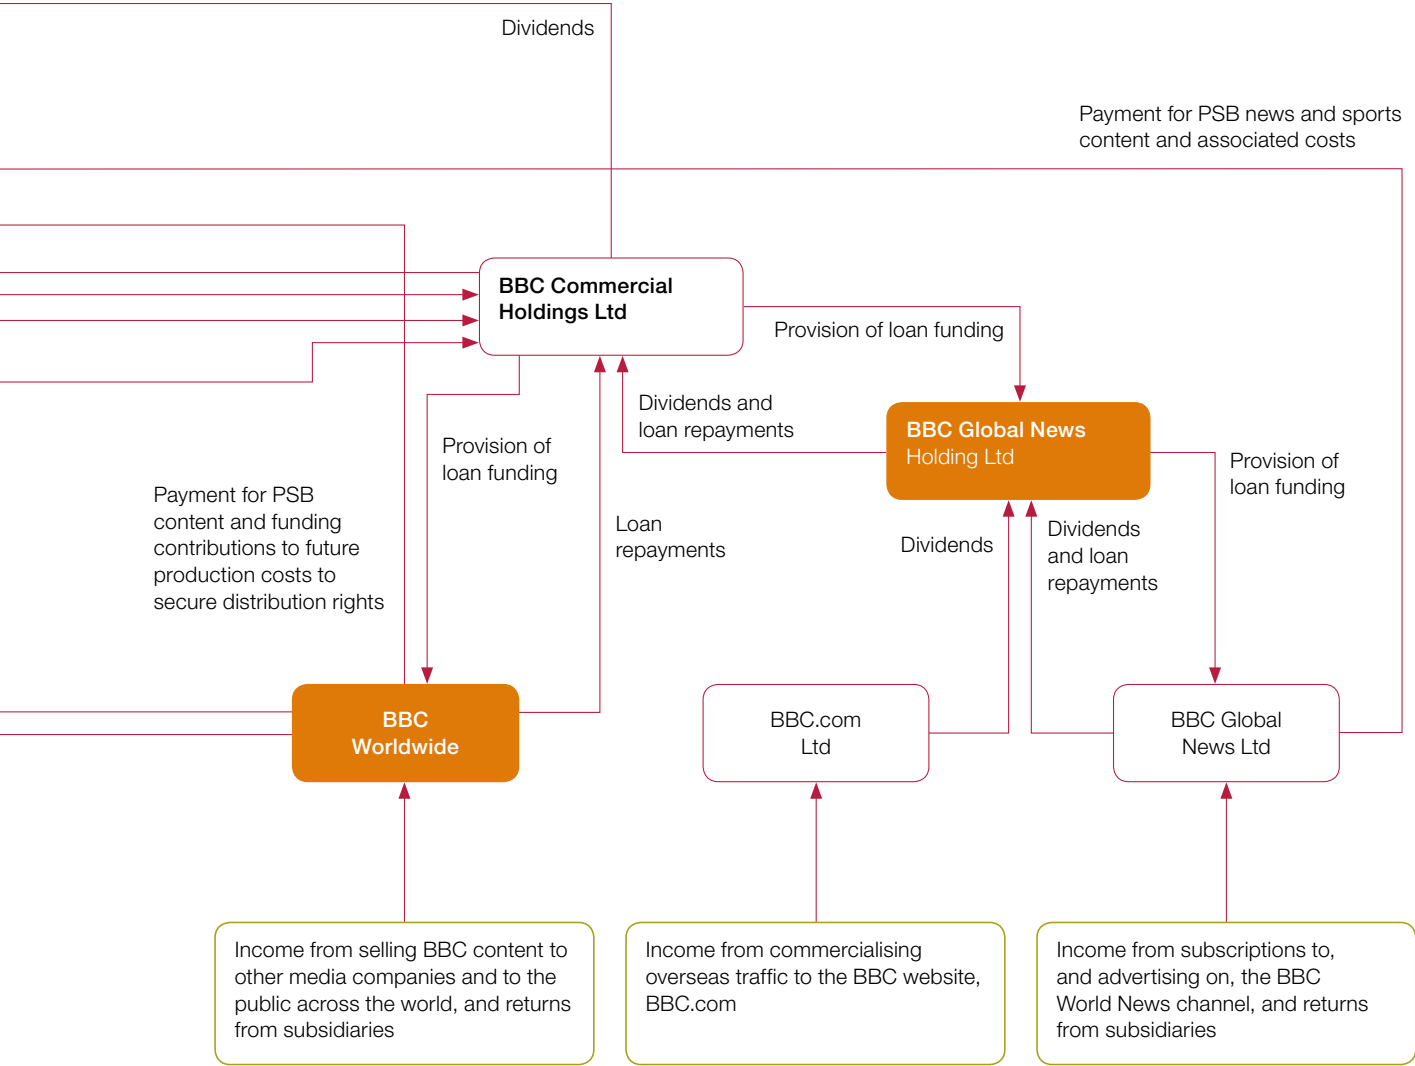 Dividends
Payment for PSB news and sports
content and associated costs
BBC Commercial
Holdings Ltd
Provision of loan funding
Dividends and
loan repayments
BBC Global News
Holding Ltd
Provision of
loan funding
Provision of
loan funding
Payment for PSB
content and funding
contributions to future
production costs to
secure distribution rights
Loan
repayments
Dividends
Dividends
and loan
repayments
BBC
Worldwide
BBC.com
Ltd
BBC Global
News Ltd
Income from selling BBC content to
other media companies and to the
public across the world, and returns
from subsidiaries
Income from commercialising
overseas traffic to the BBC website,
BBC.com
Income from subscriptions to,
and advertising on, the BBC
World News channel, and returns
from subsidiaries